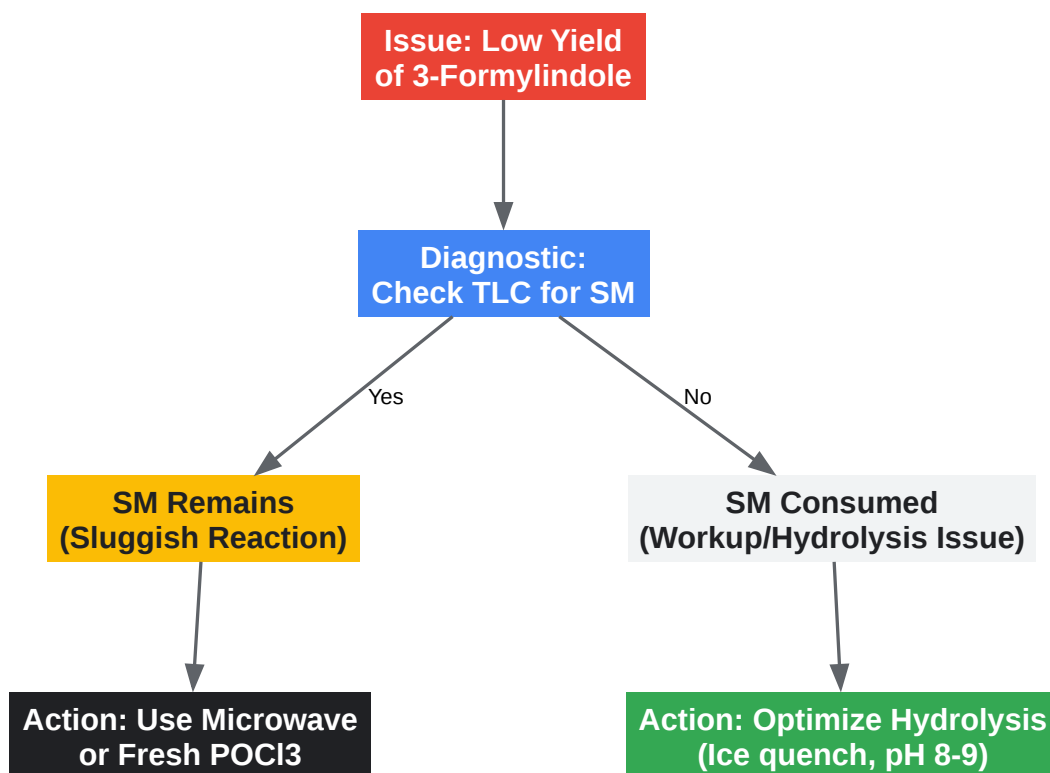 Issue: Low Yield
of 3-Formylindole
Diagnostic:
Check TLC for SM
Yes
No
SM Remains
(Sluggish Reaction)
SM Consumed
(Workup/Hydrolysis Issue)
Action: Use Microwave
or Fresh POCl3
Action: Optimize Hydrolysis
(Ice quench, pH 8-9)